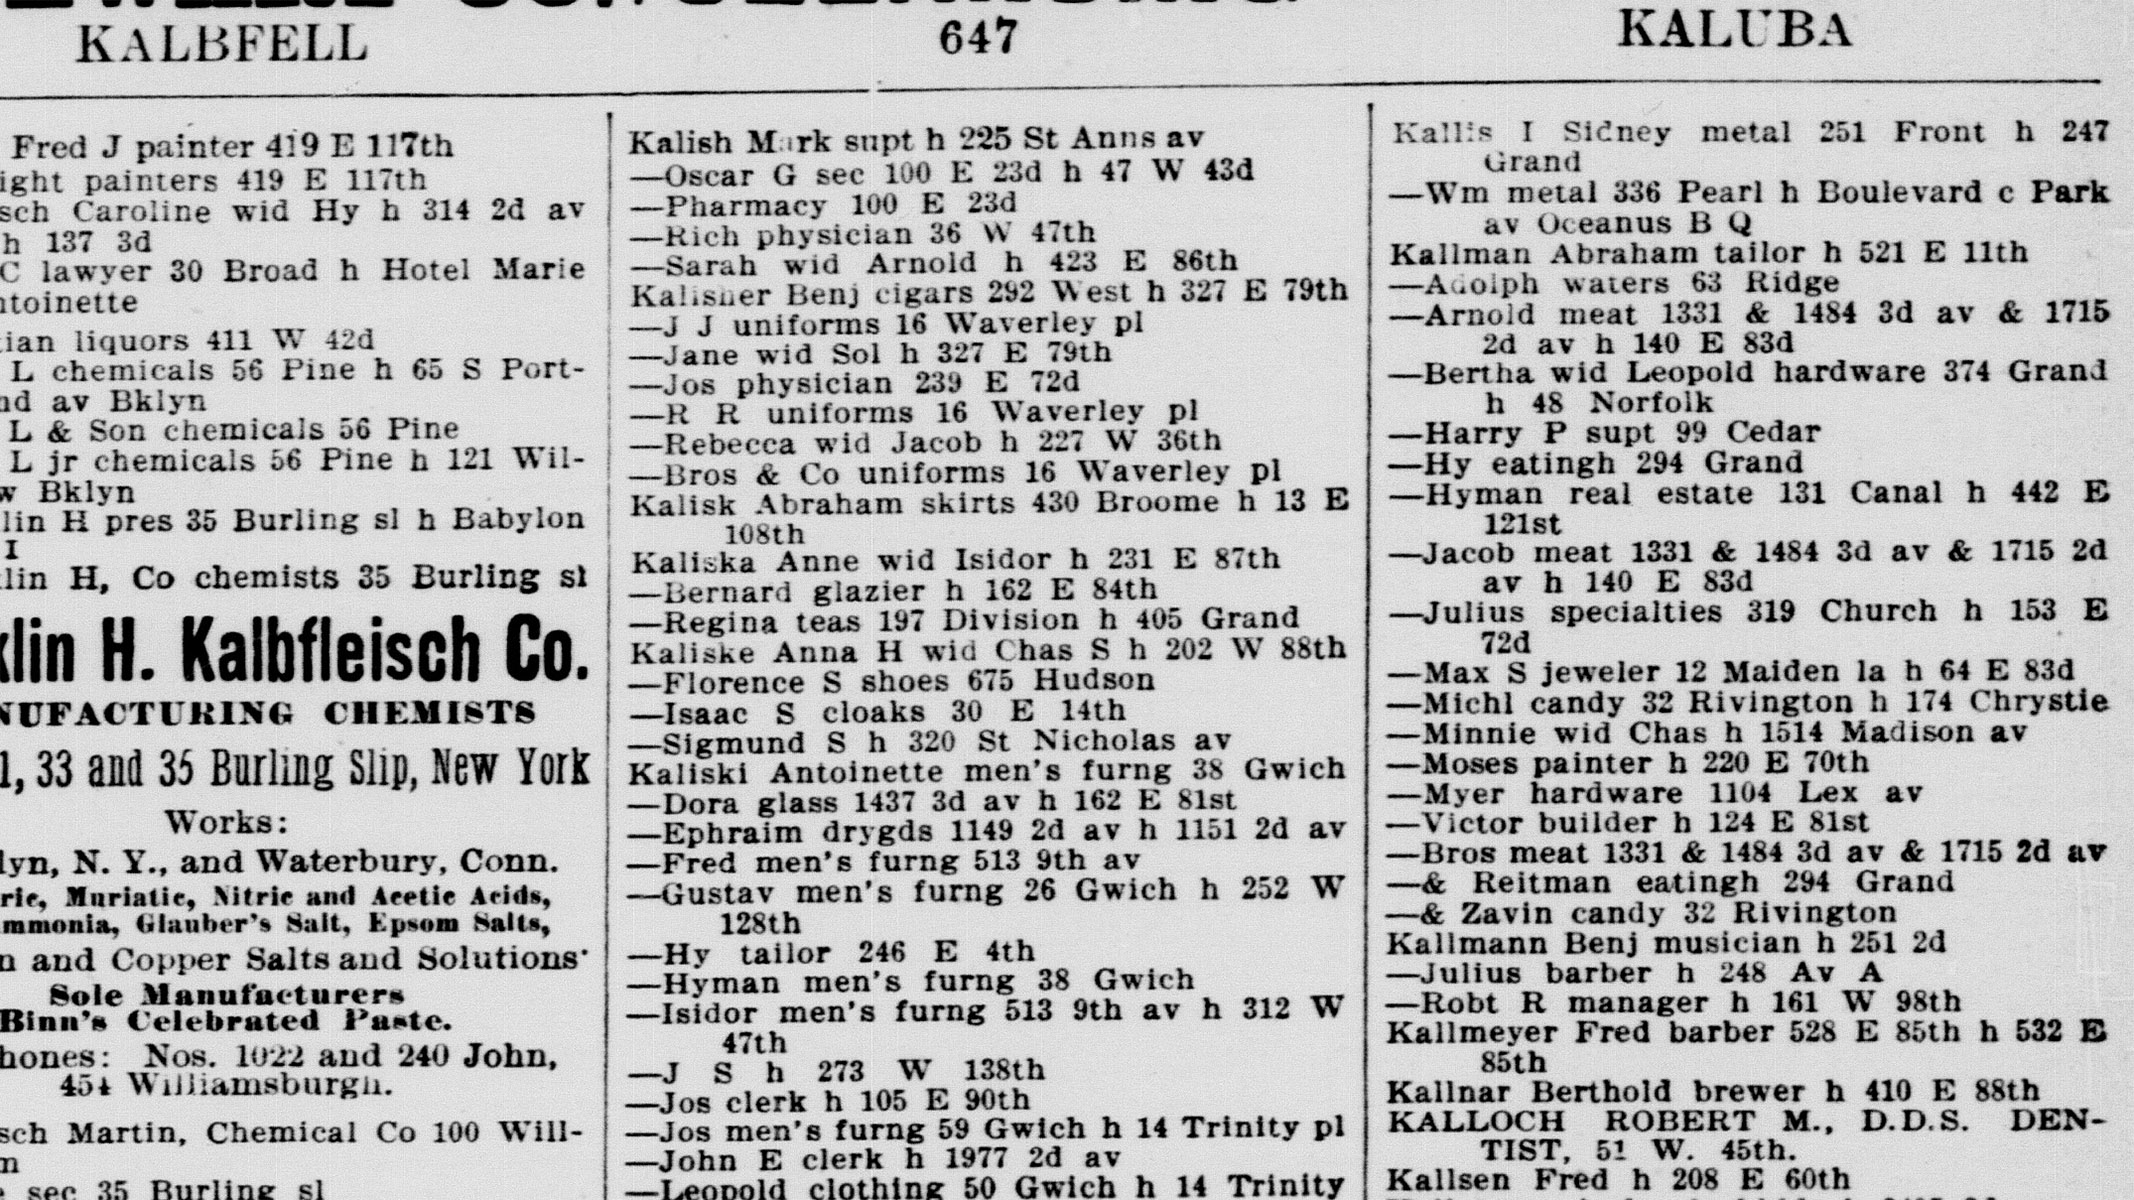 KALBFELL
647
KALUBA
Fred J painter 419 E 117th
ight painters 419 E 117th
sch Caroline wid Hy h 314 2d av
h 137 3d
C lawyer 30 Broad h Hotel Marie
ntoinette
tian liquors 411 W 42d
L chemicals 56 Pine h 65 S Port-
nd av Bklyn
L & Son chemicals 56 Pine
L jr chemicals 56 Pine h 121 Wil-
w Bklyn
lin H pres 35 Burling sl h Babylon
I
lin H, Co chemists 35 Burling sl
klin H. Kalbfleisch Co.
NUFACTURING CHEMISTS
1, 33 and 35 Burling Slip, New York
Works:
lyn, N. Y., and Waterbury, Conn.
ric, Muriatic, Nitric and Acetic Acids,
mmonia, Glauber's Salt, Epsom Salts,
n and Copper Salts and Solutions
Sole Manufacturers
Binn's Celebrated Paste.
hones: Nos. 1022 and 240 John,
454 Williamsburgh.
sch Martin, Chemical Co 100 Will-
m
sec 35 Burling sl
Kalish Mark supt h 225 St Anns av
—Oscar G sec 100 E 23d h 47 W 43d
—Pharmacy 100 E 23d
—Rich physician 36 W 47th
—Sarah wid Arnold h 423 E 86th
Kalisher Benj cigars 292 West h 327 E 79th
—J J uniforms 16 Waverley pl
—Jane wid Sol h 327 E 79th
—Jos physician 239 E 72d
—R R uniforms 16 Waverley pl
—Rebecca wid Jacob h 227 W 36th
—Bros & Co uniforms 16 Waverley pl
Kalisk Abraham skirts 430 Broome h 13 E
108th
Kaliska Anne wid Isidor h 231 E 87th
—Bernard glazier h 162 E 84th
—Regina teas 197 Division h 405 Grand
Kaliske Anna H wid Chas S h 202 W 88th
—Florence S shoes 675 Hudson
—Isaac S cloaks 30 E 14th
—Sigmund S h 320 St Nicholas av
Kaliski Antoinette men's furng 38 Gwich
—Dora glass 1437 3d av h 162 E 81st
—Ephraim drygds 1149 2d av h 1151 2d av
—Fred men's furng 513 9th av
—Gustav men's furng 26 Gwich h 252 W
128th
—Hy tailor 246 E 4th
—Hyman men's furng 38 Gwich
—Isidor men's furng 513 9th av h 312 W
47th
—J S h 273 W 138th
—Jos clerk h 105 E 90th
—Jos men's furng 59 Gwich h 14 Trinity pl
—John E clerk h 1977 2d av
—Leopold clothing 50 Gwich h 14 Trinity
Kallis I Sidney metal 251 Front h 247
Grand
—Wm metal 336 Pearl h Boulevard c Park
av Oceanus B Q
Kallman Abraham tailor h 521 E 11th
—Adolph waters 63 Ridge
—Arnold meat 1331 & 1484 3d av & 1715
2d av h 140 E 83d
—Bertha wid Leopold hardware 374 Grand
h 48 Norfolk
—Harry P supt 99 Cedar
—Hy eatingh 294 Grand
—Hyman real estate 131 Canal h 442 E
121st
—Jacob meat 1331 & 1484 3d av & 1715 2d
av h 140 E 83d
—Julius specialties 319 Church h 153 E
72d
—Max S jeweler 12 Maiden la h 64 E 83d
—Michl candy 32 Rivington h 174 Chrystie
—Minnie wid Chas h 1514 Madison av
—Moses painter h 220 E 70th
—Myer hardware 1104 Lex av
—Victor builder h 124 E 81st
—Bros meat 1331 & 1484 3d av & 1715 2d av
—& Reitman eatingh 294 Grand
—& Zavin candy 32 Rivington
Kallmann Benj musician h 251 2d
—Julius barber h 248 Av A
—Robt R manager h 161 W 98th
Kallmeyer Fred barber 528 E 85th h 532 E
85th
Kallnar Berthold brewer h 410 E 88th
KALLOCH ROBERT M., D.D.S. DEN-
TIST, 51 W. 45th.
Kallsen Fred h 208 E 60th